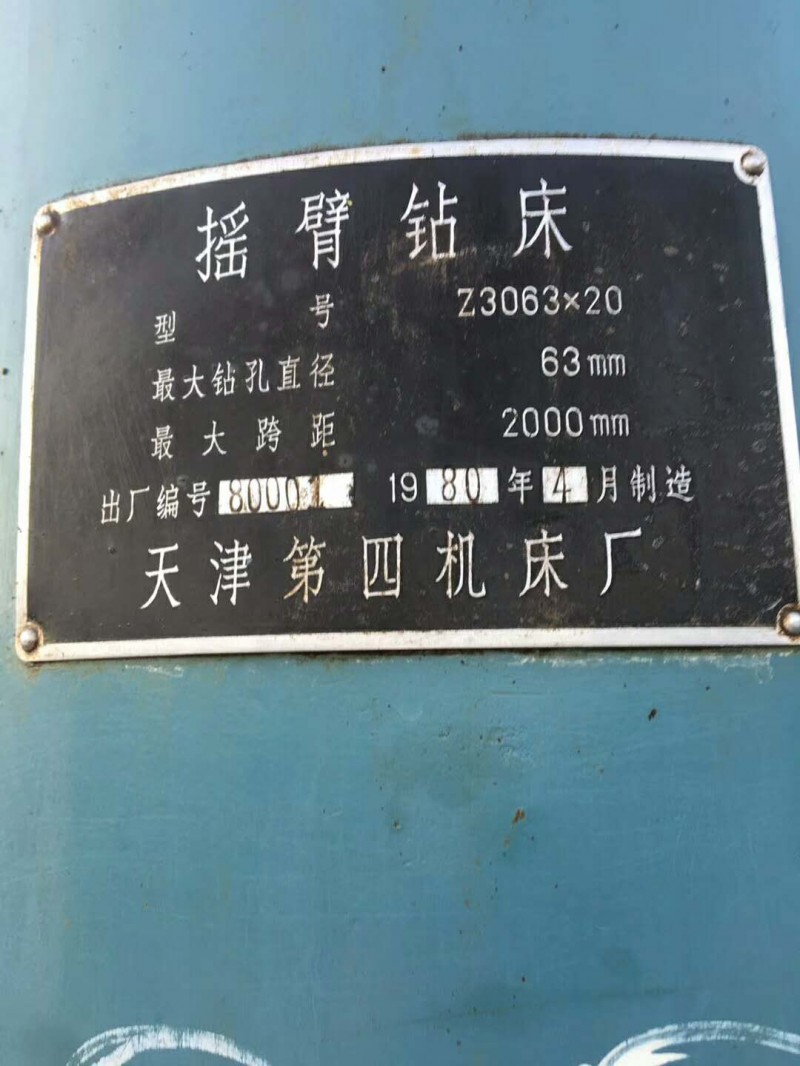 摇臂钻床
型号 Z3063×20
最大钻孔直径 63mm
最大跨距 2000mm
出厂编号 80001 1980年4月制造
天津第四机床厂